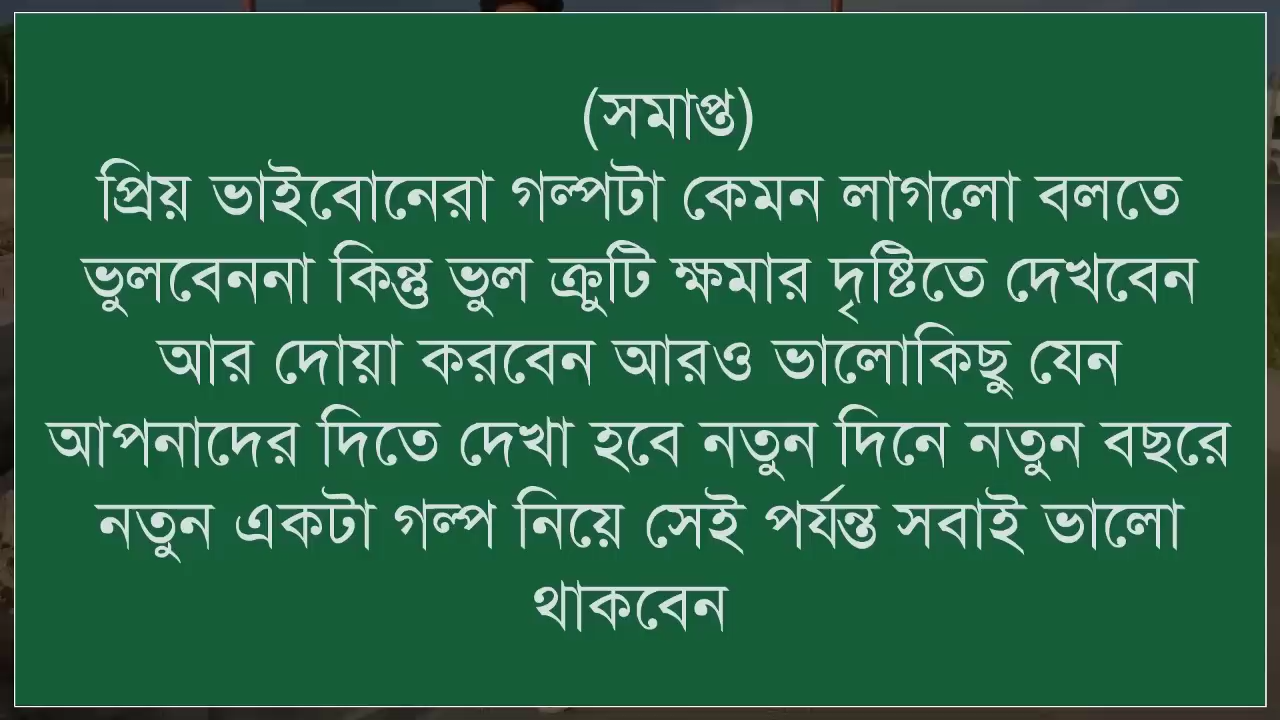 (সমাপ্ত)
প্রিয় ভাইবোনেরা গল্পটা কেমন লাগলো বলতে
ভুলবেননা কিন্তু ভুল ক্রুটি ক্ষমার দৃষ্টিতে দেখবেন
আর দোয়া করবেন আরও ভালোকিছু যেন
আপনাদের দিতে দেখা হবে নতুন দিনে নতুন বছরে
নতুন একটা গল্প নিয়ে সেই পর্যন্ত সবাই ভালো
থাকবেন